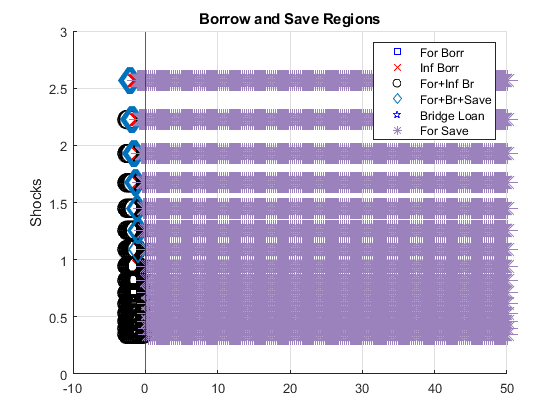 Borrow and Save Regions
3
2.5
2
1.5
1
0.5
0
Shocks
-10
0
10
20
30
40
50
For Borr
Inf Borr
For+Inf Br
For+Br+Save
Bridge Loan
For Save